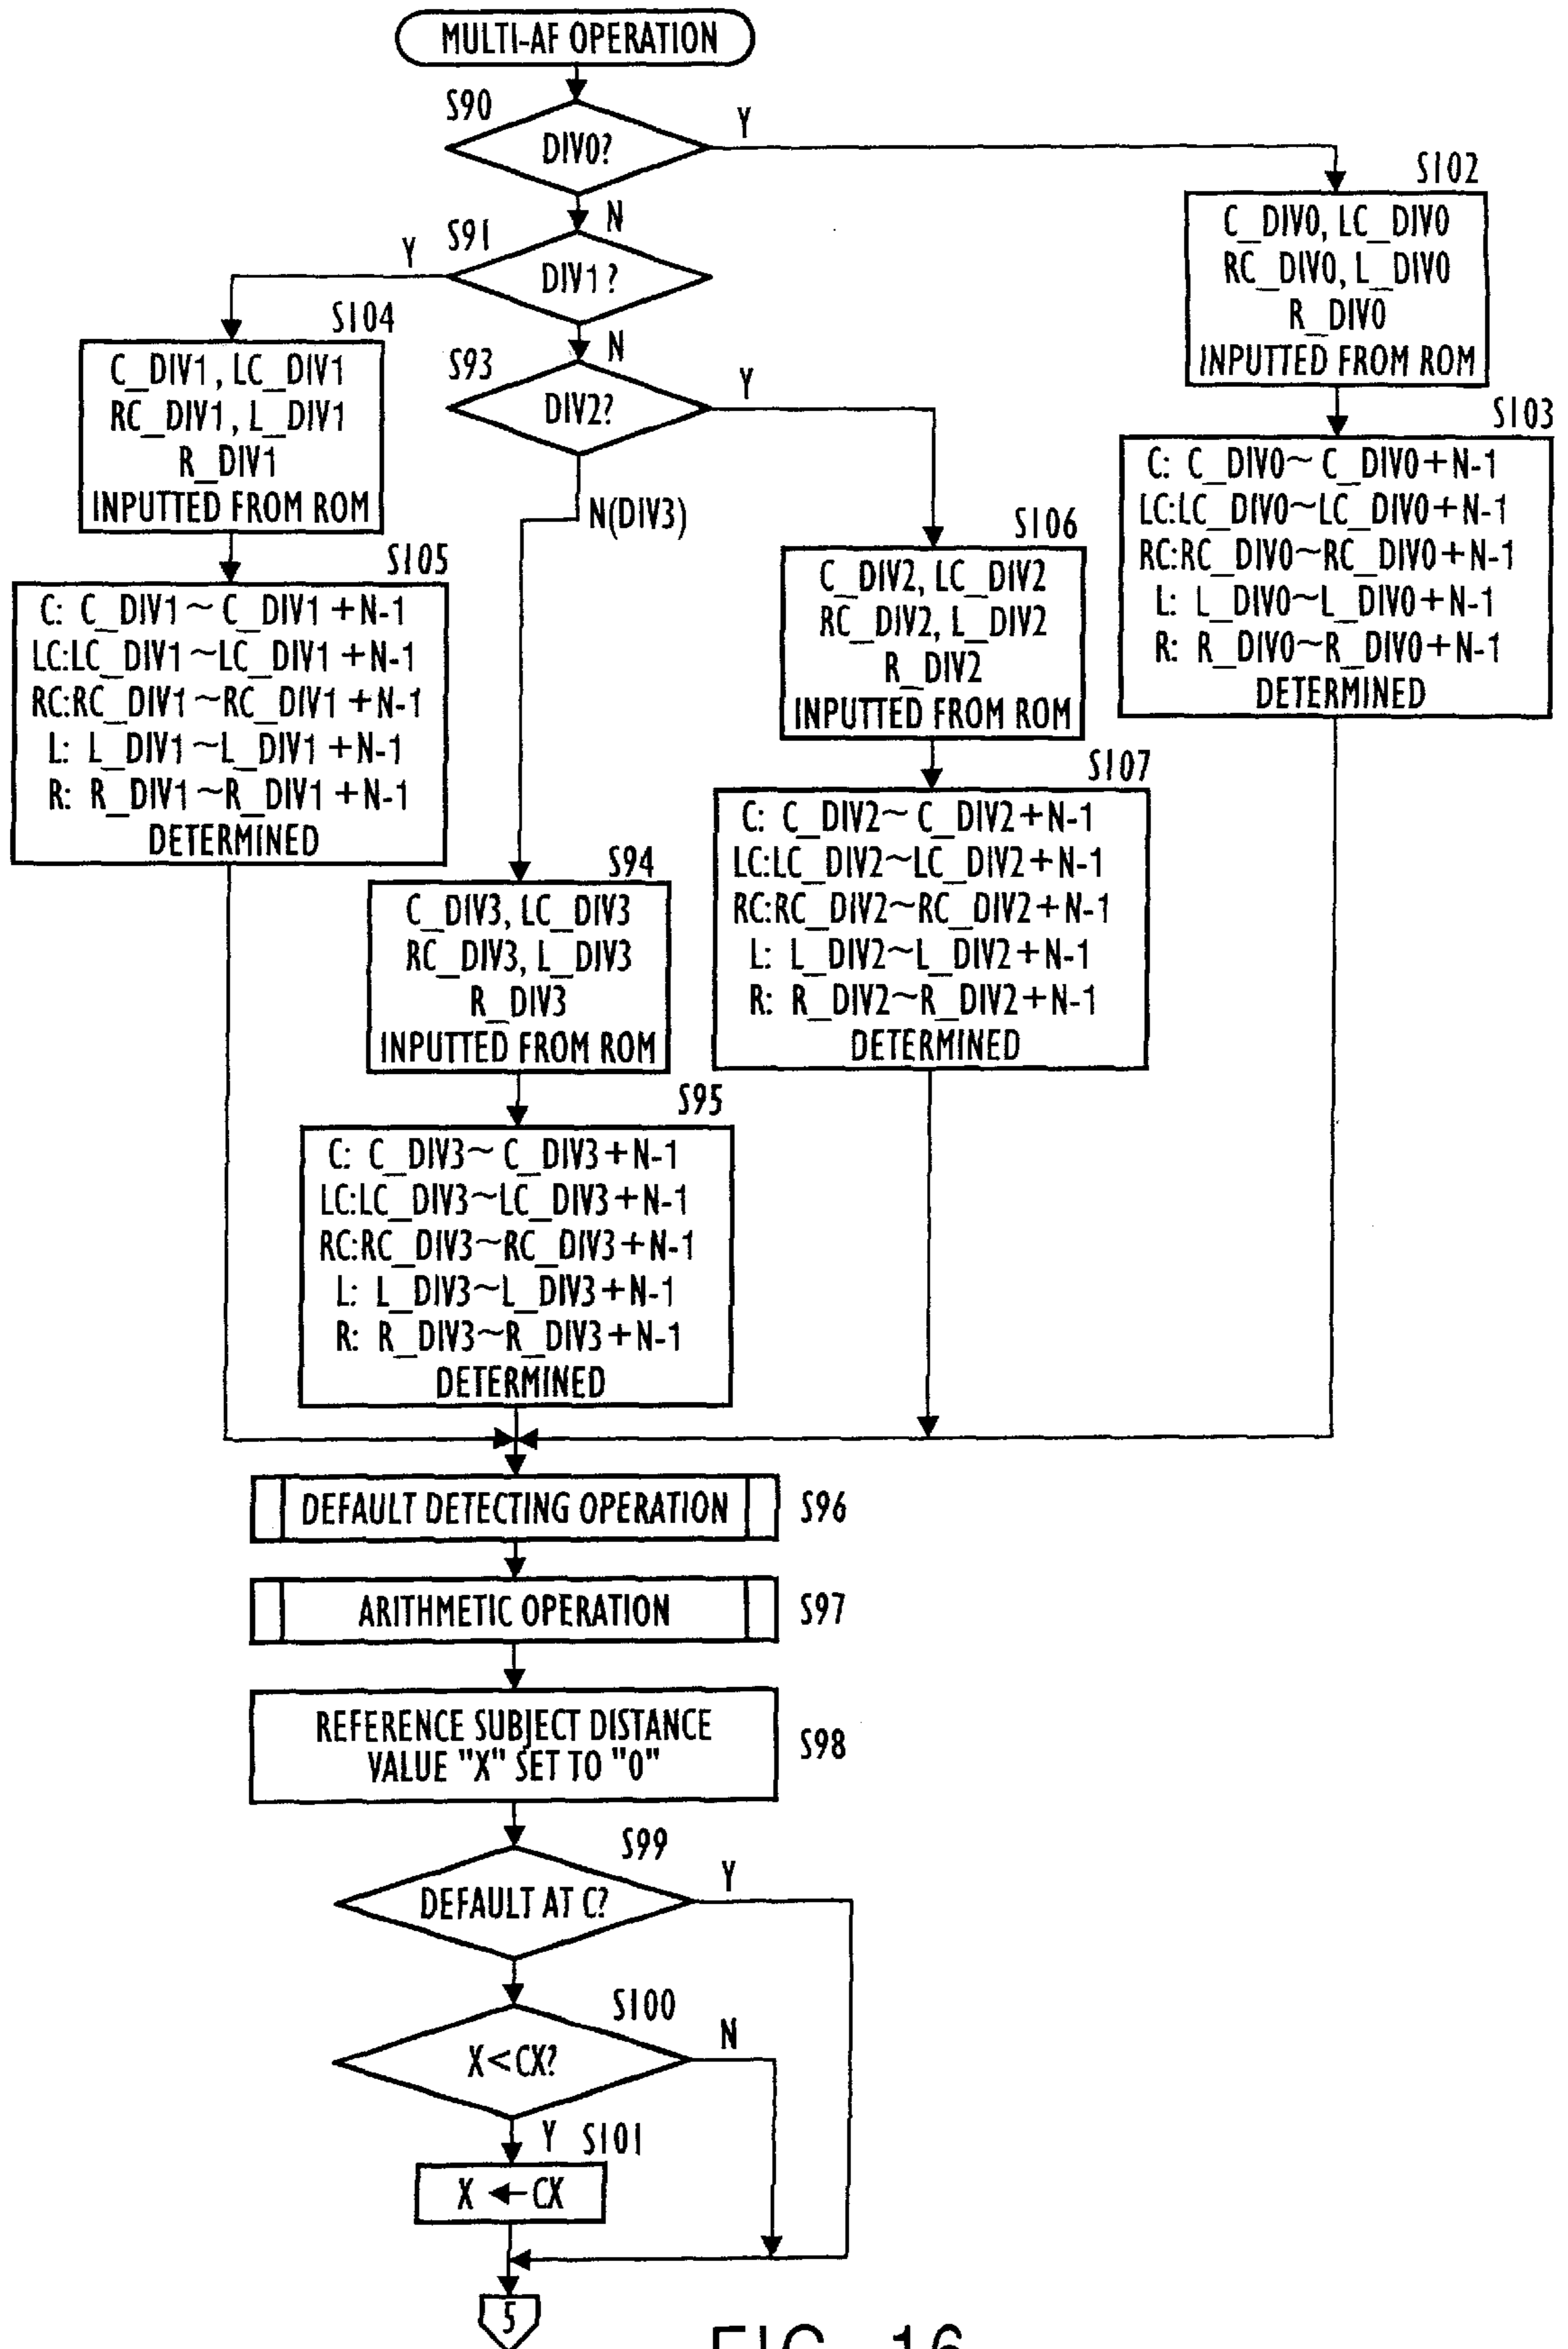 MULTI-AF OPERATION
S90
DIV0?
Y
N
S91
DIV1?
Y
N
S93
DIV2?
Y
N(DIV3)
S102
C_DIV0, LC_DIV0
RC_DIV0, L_DIV0
R_DIV0
INPUTTED FROM ROM
S103
C: C_DIV0~ C_DIV0+N-1
LC:LC_DIV0~LC_DIV0+N-1
RC:RC_DIV0~RC_DIV0+N-1
L: L_DIV0~L_DIV0+N-1
R: R_DIV0~R_DIV0+N-1
DETERMINED
S104
C_DIV1, LC_DIV1
RC_DIV1, L_DIV1
R_DIV1
INPUTTED FROM ROM
S105
C: C_DIV1~ C_DIV1+N-1
LC:LC_DIV1~LC_DIV1+N-1
RC:RC_DIV1~RC_DIV1+N-1
L: L_DIV1~L_DIV1+N-1
R: R_DIV1~R_DIV1+N-1
DETERMINED
S106
C_DIV2, LC_DIV2
RC_DIV2, L_DIV2
R_DIV2
INPUTTED FROM ROM
S107
C: C_DIV2~ C_DIV2+N-1
LC:LC_DIV2~LC_DIV2+N-1
RC:RC_DIV2~RC_DIV2+N-1
L: L_DIV2~L_DIV2+N-1
R: R_DIV2~R_DIV2+N-1
DETERMINED
S94
C_DIV3, LC_DIV3
RC_DIV3, L_DIV3
R_DIV3
INPUTTED FROM ROM
S95
C: C_DIV3~ C_DIV3+N-1
LC:LC_DIV3~LC_DIV3+N-1
RC:RC_DIV3~RC_DIV3+N-1
L: L_DIV3~L_DIV3+N-1
R: R_DIV3~R_DIV3+N-1
DETERMINED
DEFAULT DETECTING OPERATION S96
ARITHMETIC OPERATION S97
REFERENCE SUBJECT DISTANCE
VALUE "X" SET TO "0"
S98
S99
DEFAULT AT C?
Y
S100
X<CX?
N
Y
S101
X ← CX
5
FIG. 16